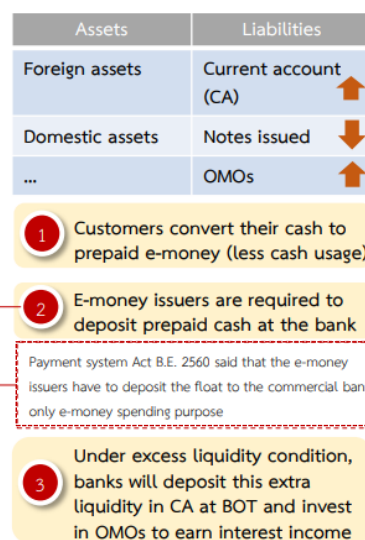 Assets Liabilities
Foreign assets Current account
(CA)
Domestic assets Notes issued
... OMOs
1 Customers convert their cash to
prepaid e-money (less cash usage)
2 E-money issuers are required to
deposit prepaid cash at the bank
Payment system Act B.E. 2560 said that the e-money
issuers have to deposit the float to the commercial ban
only e-money spending purpose
3 Under excess liquidity condition,
banks will deposit this extra
liquidity in CA at BOT and invest
in OMOs to earn interest income